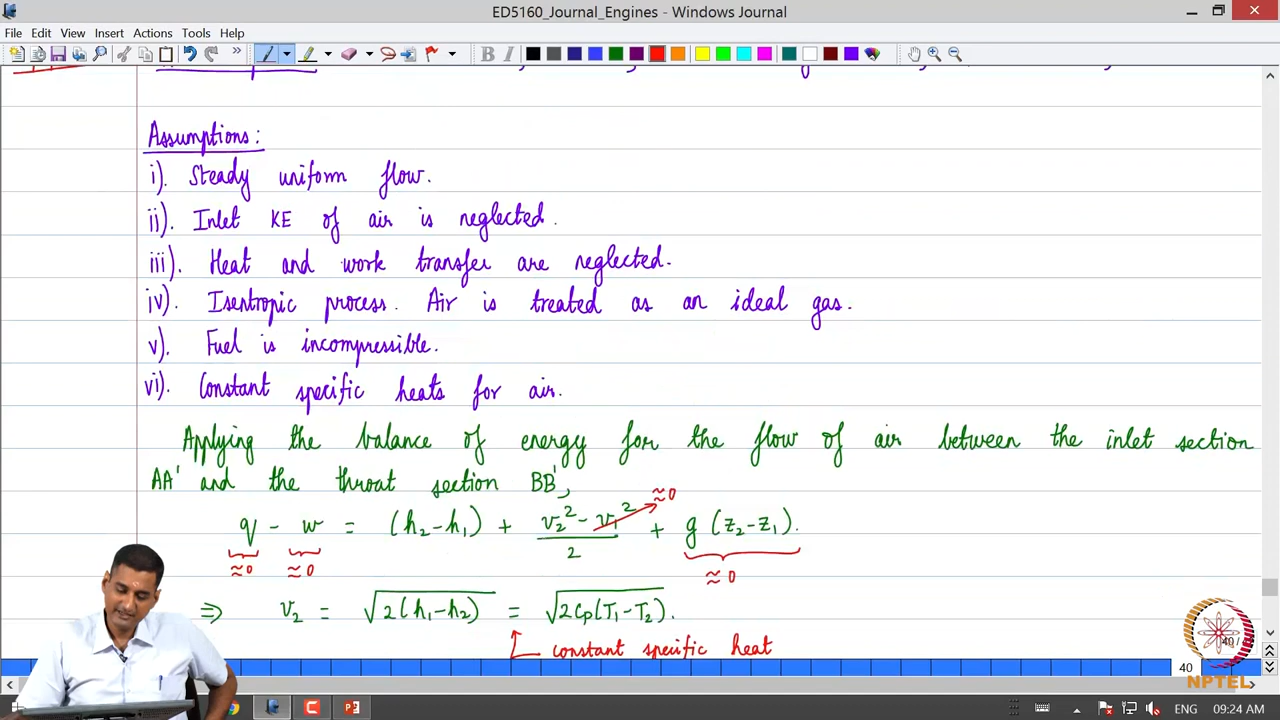 ED5160_Journal_Engines - Windows Journal
File Edit View Insert Actions Tools Help
Assumptions:
i). Steady uniform flow.
ii). Inlet KE of air is neglected.
iii). Heat and work transfer are neglected.
iv). Isentropic process. Air is treated as an ideal gas.
v). Fuel is incompressible.
vi). Constant specific heats for air.
Applying the balance of energy for the flow of air between the inlet section
AA' and the throat section BB',
≈0
q - w = (h₂-h₁) + (v₂² - v₁²)/2 + g (z₂-z₁).
≈0 ≈0 ≈0
⇒ v₂ = √2(h₁-h₂) = √2Cp(T₁-T₂).
constant specific heat
40
NPTEL
ENG 09:24 AM